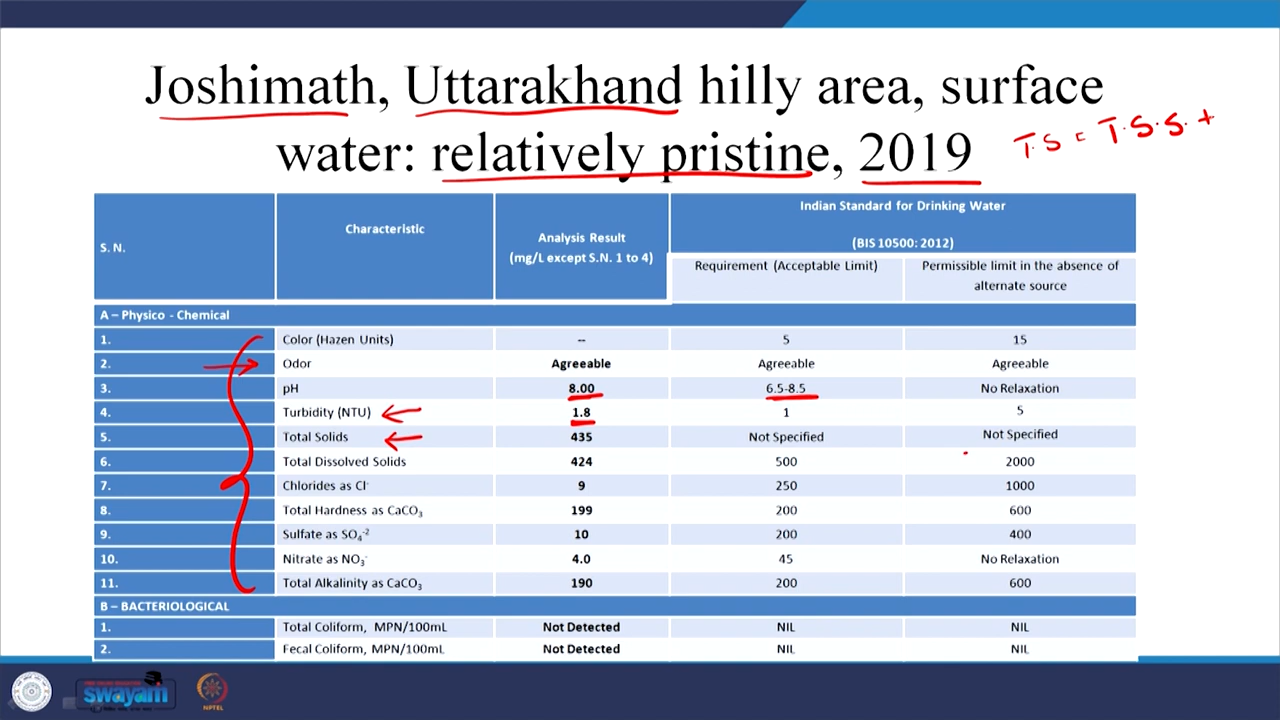 Joshimath, Uttarakhand hilly area, surface
water: relatively pristine, 2019
T.S = T.S.S. +
S. N. Characteristic Analysis Result (mg/L except S.N. 1 to 4) Indian Standard for Drinking Water (BIS 10500: 2012)
Requirement (Acceptable Limit) Permissible limit in the absence of alternate source
A – Physico - Chemical
1. Color (Hazen Units) -- 5 15
2. Odor Agreeable Agreeable Agreeable
3. pH 8.00 6.5-8.5 No Relaxation
4. Turbidity (NTU) 1.8 1 5
5. Total Solids 435 Not Specified Not Specified
6. Total Dissolved Solids 424 500 2000
7. Chlorides as Cl⁻ 9 250 1000
8. Total Hardness as CaCO₃ 199 200 600
9. Sulfate as SO₄⁻² 10 200 400
10. Nitrate as NO₃⁻ 4.0 45 No Relaxation
11. Total Alkalinity as CaCO₃ 190 200 600
B – BACTERIOLOGICAL
1. Total Coliform, MPN/100mL Not Detected NIL NIL
2. Fecal Coliform, MPN/100mL Not Detected NIL NIL
swayam
NPTEL